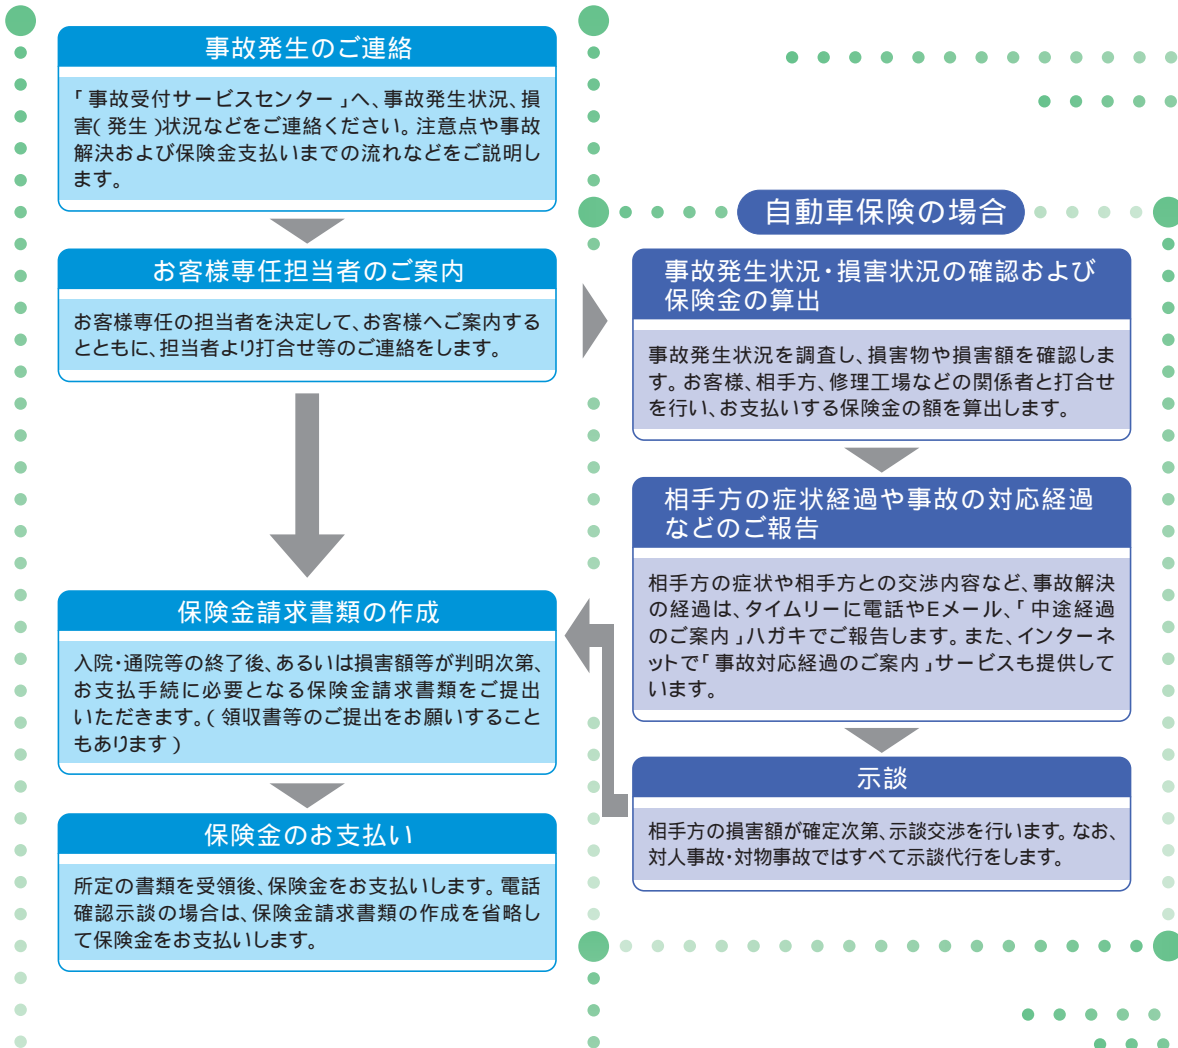 事故発生のご連絡
「事故受付サービスセンター」へ、事故発生状況、損
害(発生)状況などをご連絡ください。注意点や事故
解決および保険金支払いまでの流れなどをご説明し
ます。
お客様専任担当者のご案内
お客様専任の担当者を決定して、お客様へご案内する
とともに、担当者より打合せ等のご連絡をします。
自動車保険の場合
事故発生状況・損害状況の確認および
保険金の算出
事故発生状況を調査し、損害物や損害額を確認しま
す。お客様、相手方、修理工場などの関係者と打合せ
を行い、お支払いする保険金の額を算出します。
相手方の症状経過や事故の対応経過
などのご報告
相手方の症状や相手方との交渉内容など、事故解決
の経過は、タイムリーに電話やEメール、「中途経過
のご案内」ハガキでご報告します。また、インターネ
ットで「事故対応経過のご案内」サービスも提供して
います。
示談
相手方の損害額が確定次第、示談交渉を行います。なお、
対人事故・対物事故ではすべて示談代行をします。
保険金請求書類の作成
入院・通院等の終了後、あるいは損害額等が判明次第、
お支払手続に必要となる保険金請求書類をご提出
いただきます。(領収書等のご提出をお願いすること
もあります)
保険金のお支払い
所定の書類を受領後、保険金をお支払いします。電話
確認示談の場合は、保険金請求書類の作成を省略し
て保険金をお支払いします。